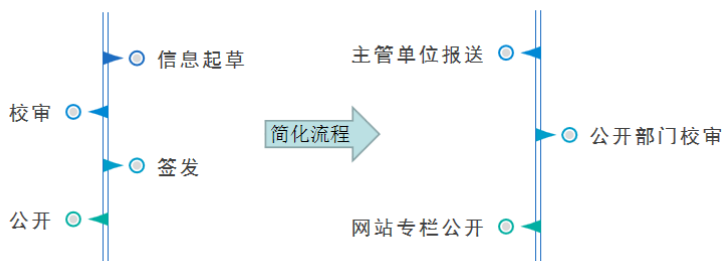 信息起草
校审
签发
公开
简化流程
主管单位报送
公开部门校审
网站专栏公开